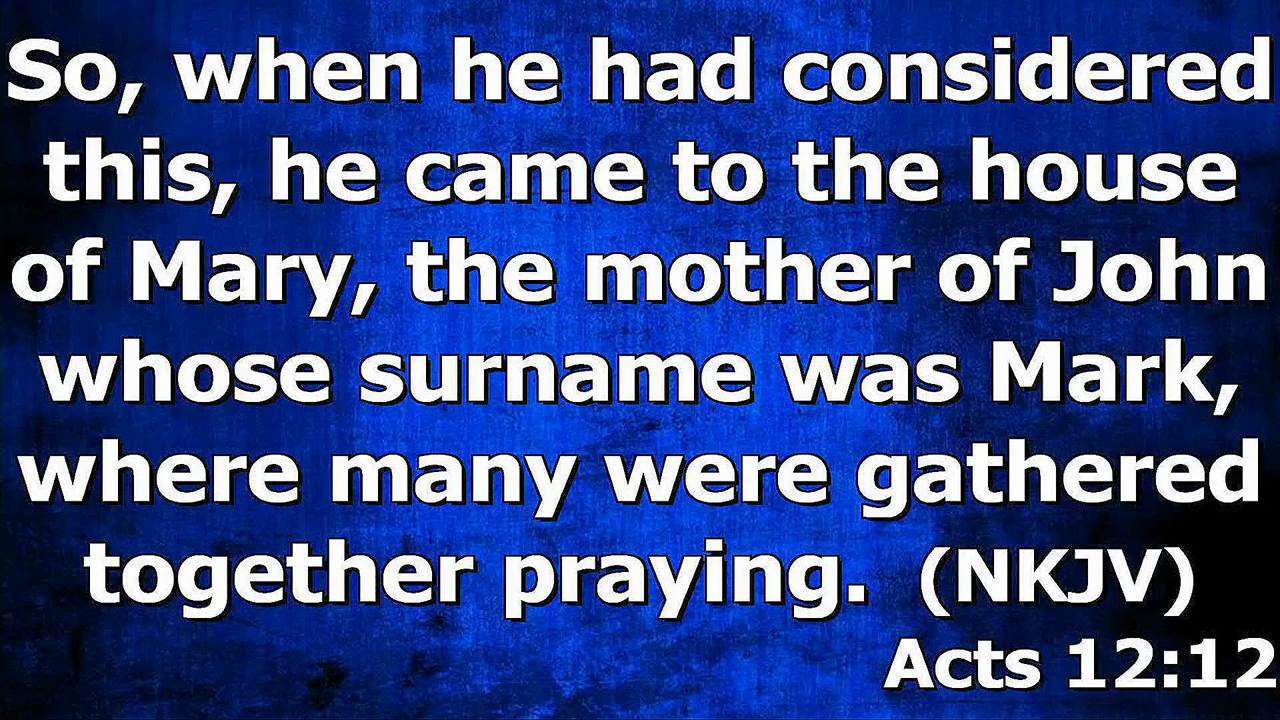 So, when he had considered
this, he came to the house
of Mary, the mother of John
whose surname was Mark,
where many were gathered
together praying. (NKJV)
Acts 12:12